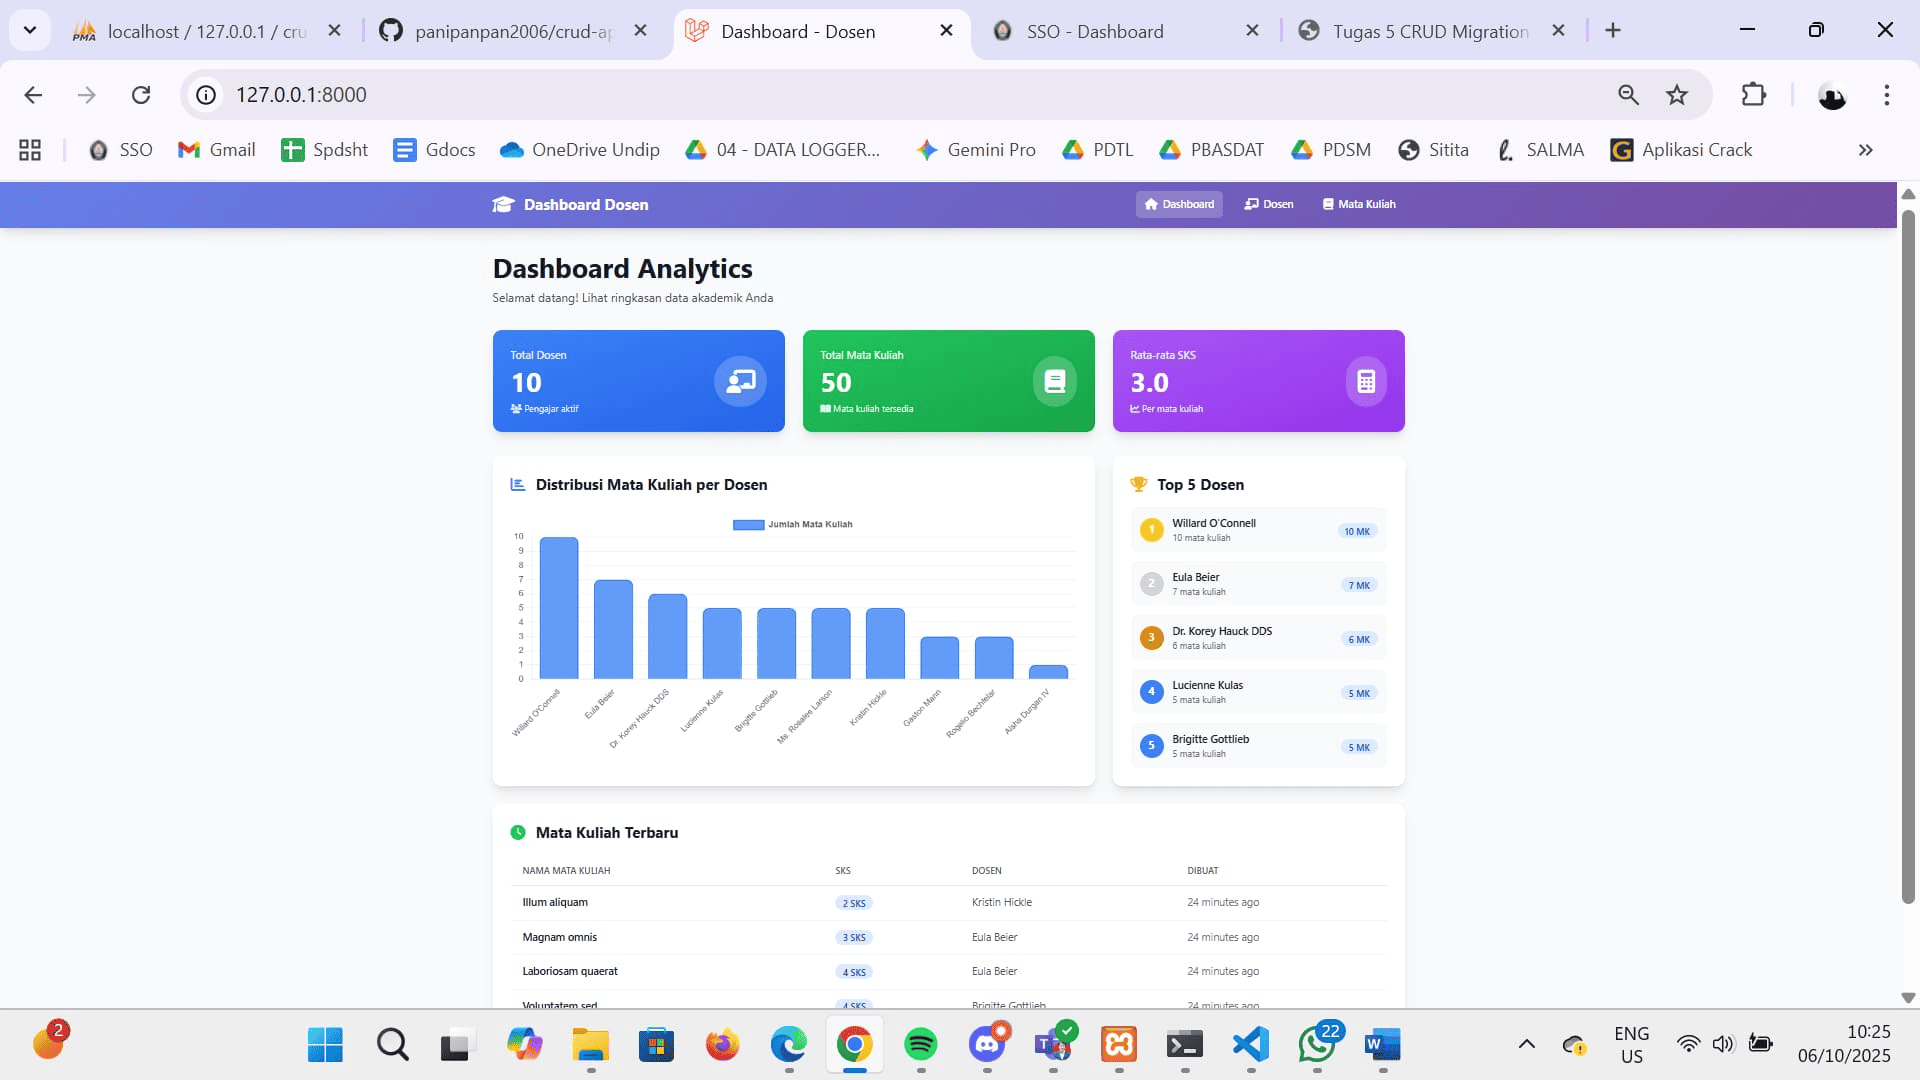 localhost / 127.0.0.1 / cru
panipanpan2006/crud-ap
Dashboard - Dosen
SSO - Dashboard
Tugas 5 CRUD Migration
127.0.0.1:8000
SSO
Gmail
Spdsht
Gdocs
OneDrive Undip
04 - DATA LOGGER...
Gemini Pro
PDTL
PBASDAT
PDSM
Sitita
SALMA
Aplikasi Crack
Dashboard Dosen
Dashboard
Dosen
Mata Kuliah
Dashboard Analytics
Selamat datang! Lihat ringkasan data akademik Anda
Total Dosen
10
Pengajar aktif
Total Mata Kuliah
50
Mata kuliah tersedia
Rata-rata SKS
3.0
Per mata kuliah
Distribusi Mata Kuliah per Dosen
Jumlah Mata Kuliah
10
9
8
7
6
5
4
3
2
1
0
Willard O'Connell
Eula Beier
Dr. Korey Hauck DDS
Lucienne Kulas
Brigitte Gottlieb
Ms. Rosalee Larson
Kristin Hickle
Gaston Mann
Rogelio Bechtelar
Aisha Durgan IV
Top 5 Dosen
1
Willard O'Connell
10 mata kuliah
10 MK
2
Eula Beier
7 mata kuliah
7 MK
3
Dr. Korey Hauck DDS
6 mata kuliah
6 MK
4
Lucienne Kulas
5 mata kuliah
5 MK
5
Brigitte Gottlieb
5 mata kuliah
5 MK
Mata Kuliah Terbaru
NAMA MATA KULIAH SKS DOSEN DIBUAT
Illum aliquam 2 SKS Kristin Hickle 24 minutes ago
Magnam omnis 3 SKS Eula Beier 24 minutes ago
Laboriosam quaerat 4 SKS Eula Beier 24 minutes ago
Voluptatem sed 4 SKS Brigitte Gottlieb 24 minutes ago
2
22
ENG
US
10:25
06/10/2025